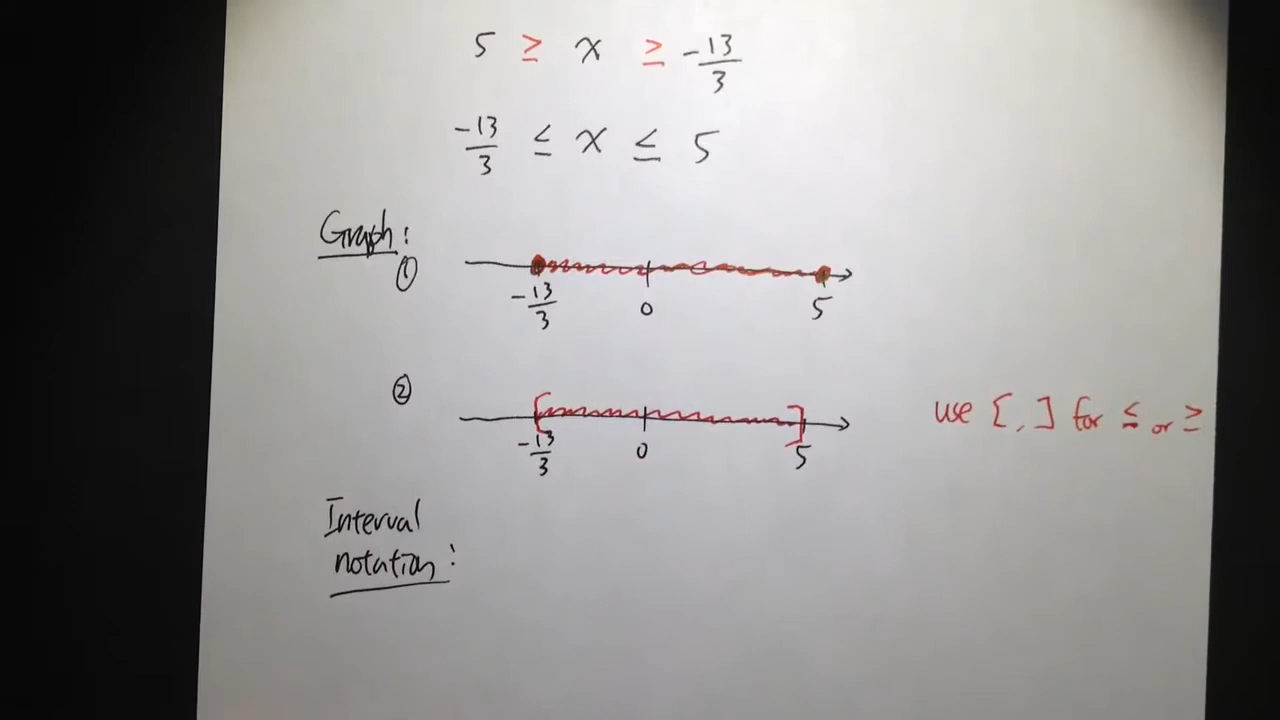 5 ≥ x ≥ -13/3
-13/3 ≤ x ≤ 5
Graph:
①
-13/3 0 5
②
[ ]
-13/3 0 5
use [ , ] for ≤ or ≥
Interval
notation: